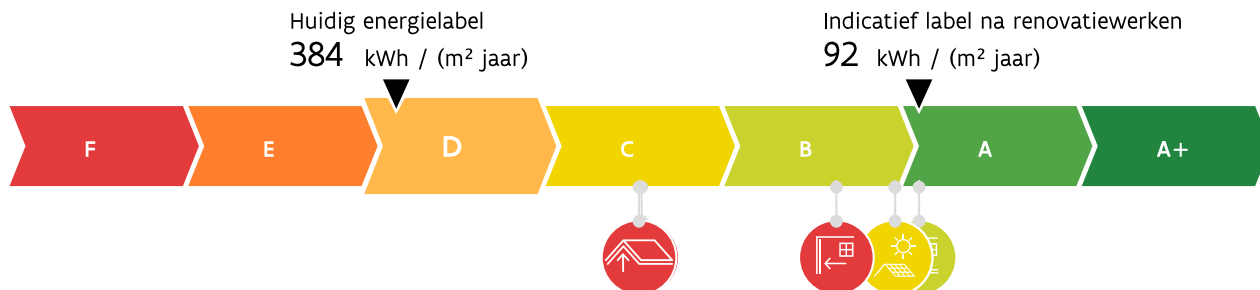 Huidig energielabel
384 kWh / (m² jaar)
Indicatief label na renovatiewerken
92 kWh / (m² jaar)
F E D C B A A+